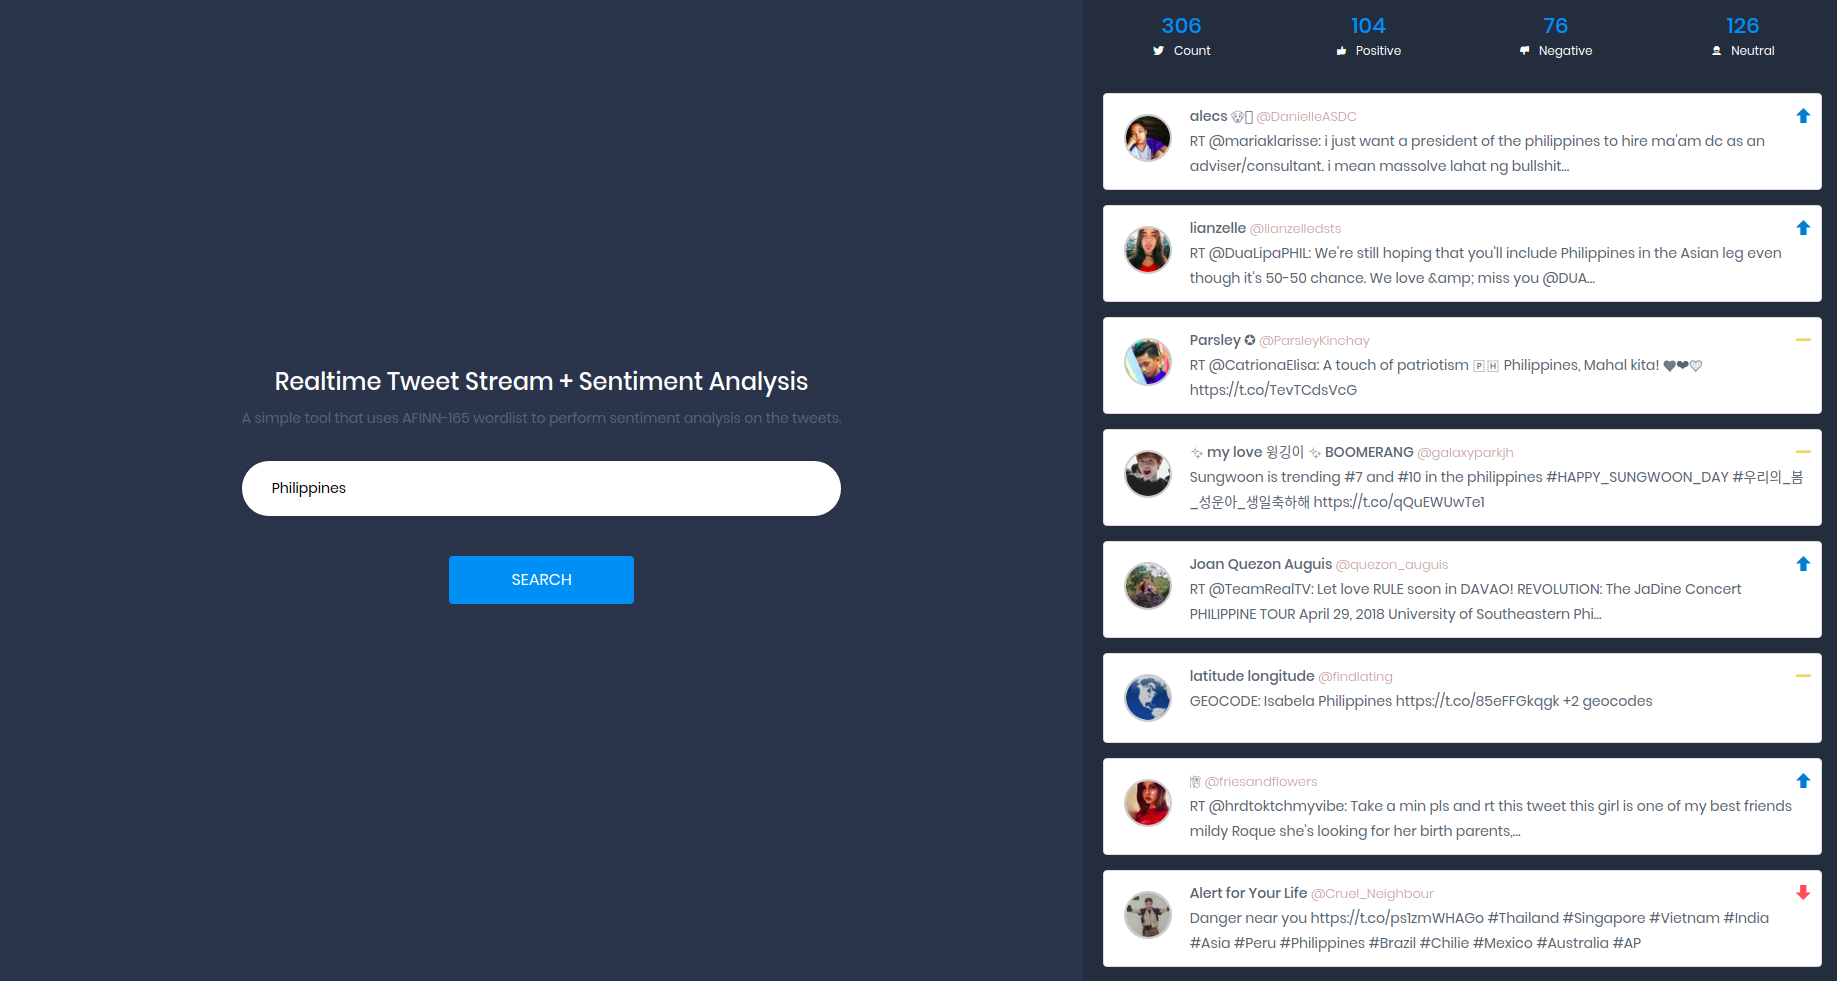 Realtime Tweet Stream + Sentiment Analysis
A simple tool that uses AFINN-165 wordlist to perform sentiment analysis on the tweets.
Philippines
SEARCH
306 104 76 126
Count Positive Negative Neutral
alecs @DanielleASDC
RT @mariaklarisse: i just want a president of the philippines to hire ma'am dc as an
adviser/consultant. i mean massolve lahat ng bullshit...
lianzelle @lianzelledsts
RT @DuaLipaPHIL: We're still hoping that you'll include Philippines in the Asian leg even
though it's 50-50 chance. We love &amp; miss you @DUA...
Parsley ✪ @ParsleyKinchay
RT @CatrionaElisa: A touch of patriotism 🇵🇭 Philippines, Mahal kita! 🖤❤🤍
https://t.co/TevTCdsVcG
✨ my love 윙깅이 ✨ BOOMERANG @galaxyparkjh
Sungwoon is trending #7 and #10 in the philippines #HAPPY_SUNGWOON_DAY #우리의_봄
_성운아_생일축하해 https://t.co/qQuEWUwTe1
Joan Quezon Auguis @quezon_auguis
RT @TeamRealTV: Let love RULE soon in DAVAO! REVOLUTION: The JaDine Concert
PHILIPPINE TOUR April 29, 2018 University of Southeastern Phi...
latitude longitude @findlatlng
GEOCODE: Isabela Philippines https://t.co/85eFFGkqgk +2 geocodes
@friesandflowers
RT @hrdtoktchmyvibe: Take a min pls and rt this tweet this girl is one of my best friends
mildy Roque she's looking for her birth parents,...
Alert for Your Life @Cruel_Neighbour
Danger near you https://t.co/ps1zmWHAGo #Thailand #Singapore #Vietnam #India
#Asia #Peru #Philippines #Brazil #Chilie #Mexico #Australia #AP